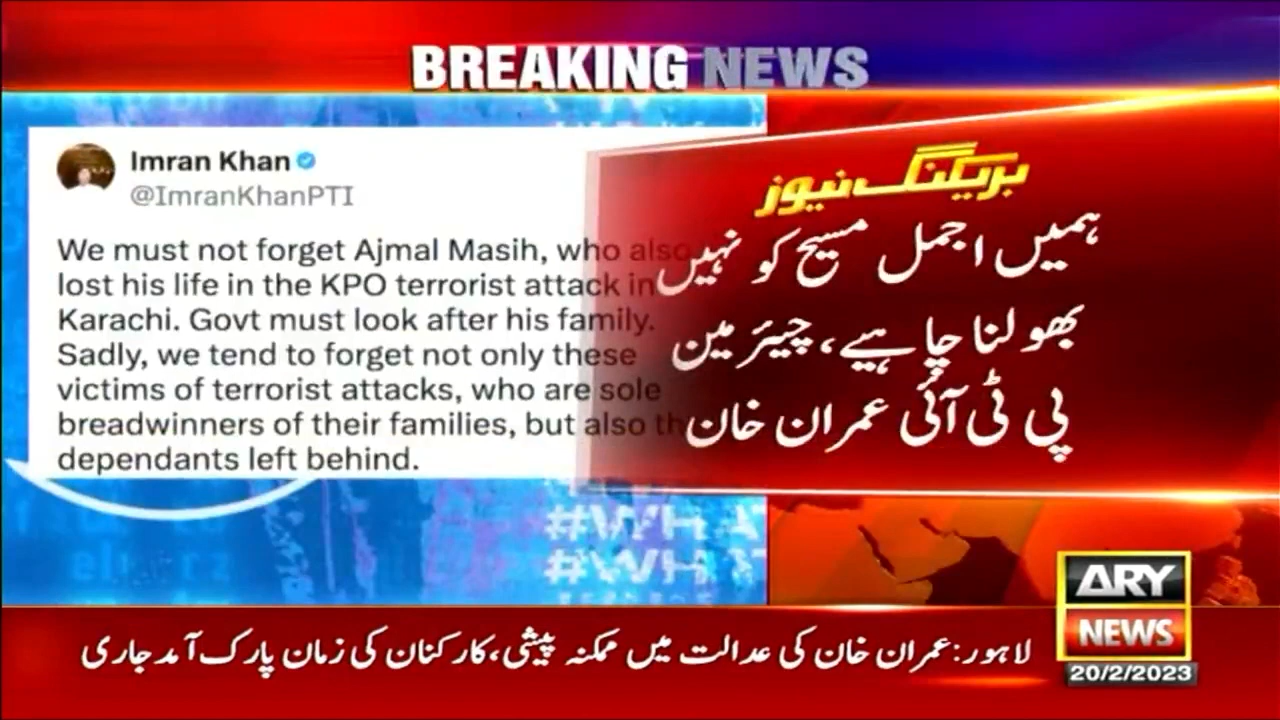 BREAKING NEWS
Imran Khan
@ImranKhanPTI
We must not forget Ajmal Masih, who also
lost his life in the KPO terrorist attack in
Karachi. Govt must look after his family.
Sadly, we tend to forget not only these
victims of terrorist attacks, who are sole
breadwinners of their families, but also th
dependants left behind.
بریکنگ نیوز
ہمیں اجمل مسیح کو نہیں
بھولنا چاہیے، چیئرمین
پی ٹی آئی عمران خان
#WHAT
#WHAT
ARY
NEWS
20/2/2023
لاہور: عمران خان کی عدالت میں ممکنہ پیشی، کارکنان کی زمان پارک آمد جاری